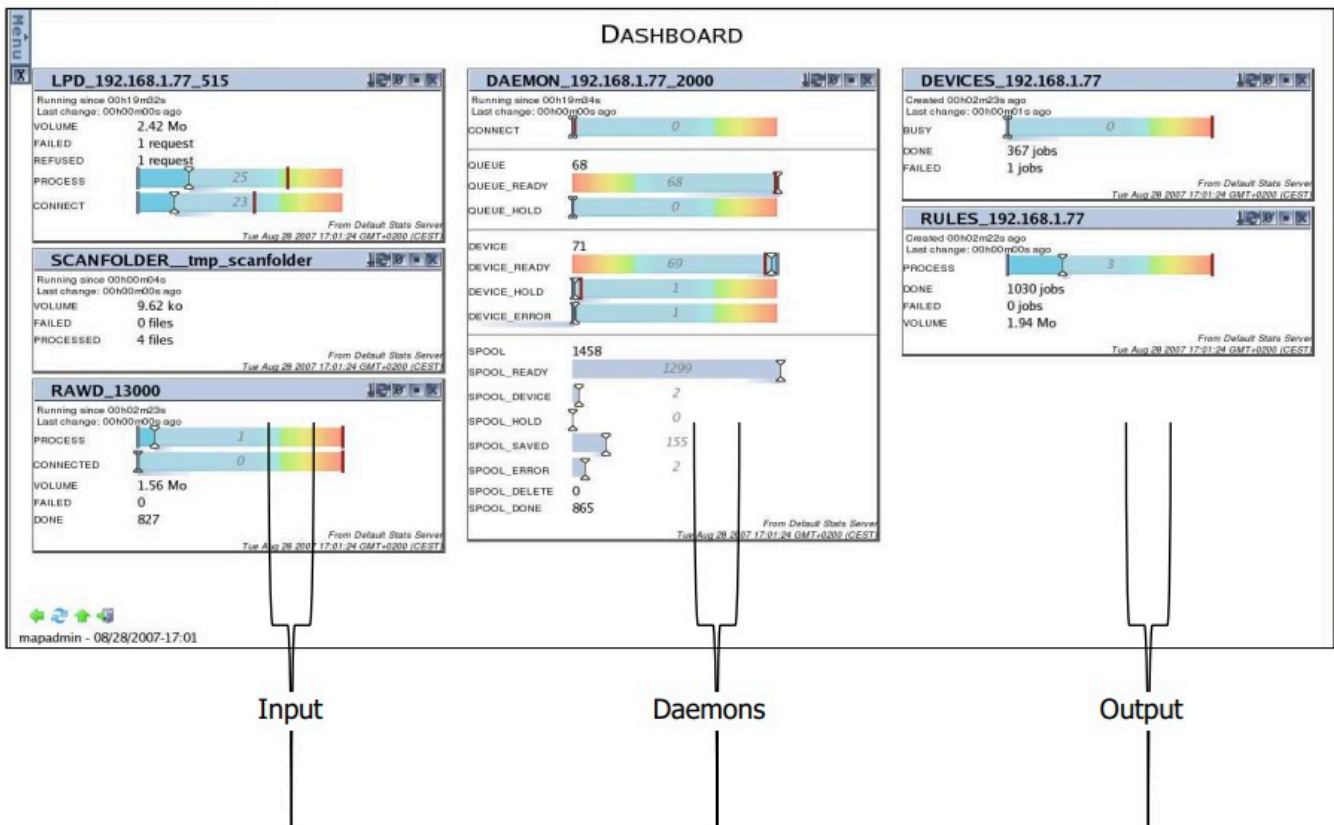 Menu
X
DASHBOARD
LPD_192.168.1.77_515
Running since 00h19m32s
Last change: 00h00m00s ago
VOLUME 2.42 Mo
FAILED 1 request
REFUSED 1 request
PROCESS 25
CONNECT 23
From Default Stats Server
Tue Aug 28 2007 17:01:24 GMT+0200 (CEST)
SCANFOLDER__tmp_scanfolder
Running since 00h00m04s
Last change: 00h00m00s ago
VOLUME 9.62 ko
FAILED 0 files
PROCESSED 4 files
From Default Stats Server
Tue Aug 28 2007 17:01:24 GMT+0200 (CEST)
RAWD_13000
Running since 00h02m23s
Last change: 00h00m00s ago
PROCESS 1
CONNECTED 0
VOLUME 1.56 Mo
FAILED 0
DONE 827
From Default Stats Server
Tue Aug 28 2007 17:01:24 GMT+0200 (CEST)
DAEMON_192.168.1.77_2000
Running since 00h19m34s
Last change: 00h00m00s ago
CONNECT 0
QUEUE 68
QUEUE_READY 68
QUEUE_HOLD 0
DEVICE 71
DEVICE_READY 69
DEVICE_HOLD 1
DEVICE_ERROR 1
SPOOL 1458
SPOOL_READY 1299
SPOOL_DEVICE 2
SPOOL_HOLD 0
SPOOL_SAVED 155
SPOOL_ERROR 2
SPOOL_DELETE 0
SPOOL_DONE 865
From Default Stats Server
Tue Aug 28 2007 17:01:24 GMT+0200 (CEST)
DEVICES_192.168.1.77
Created 00h02m23s ago
Last change: 00h00m01s ago
BUSY 0
DONE 367 jobs
FAILED 1 jobs
From Default Stats Server
Tue Aug 28 2007 17:01:24 GMT+0200 (CEST)
RULES_192.168.1.77
Created 00h02m22s ago
Last change: 00h00m00s ago
PROCESS 3
DONE 1030 jobs
FAILED 0 jobs
VOLUME 1.94 Mo
From Default Stats Server
Tue Aug 28 2007 17:01:24 GMT+0200 (CEST)
mapadmin - 08/28/2007-17:01
Input
Daemons
Output